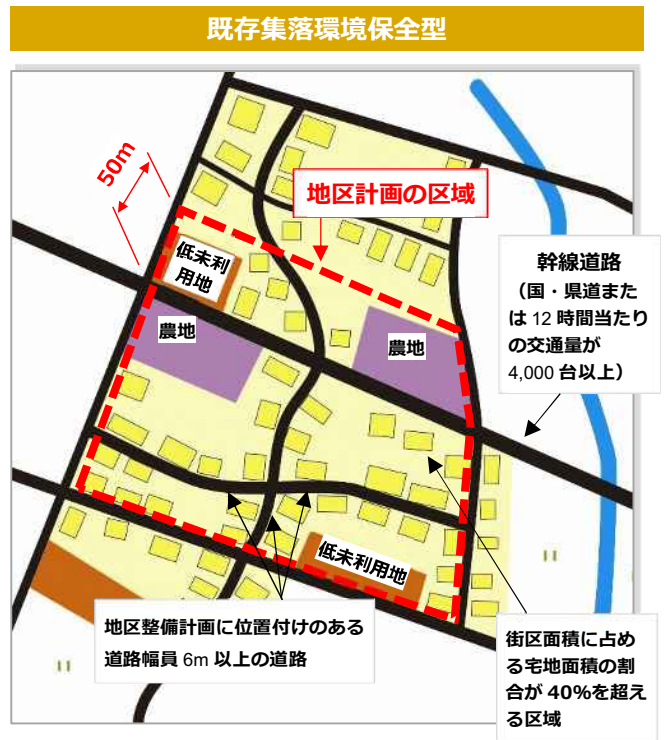 既存集落環境保全型
50m
地区計画の区域
低未利
用地
幹線道路
（国・県道また
は 12 時間当たり
の交通量が
4,000 台以上）
農地
農地
低未利用地
地区整備計画に位置付けのある
道路幅員 6m 以上の道路
街区面積に占め
る宅地面積の割
合が 40％を超え
る区域